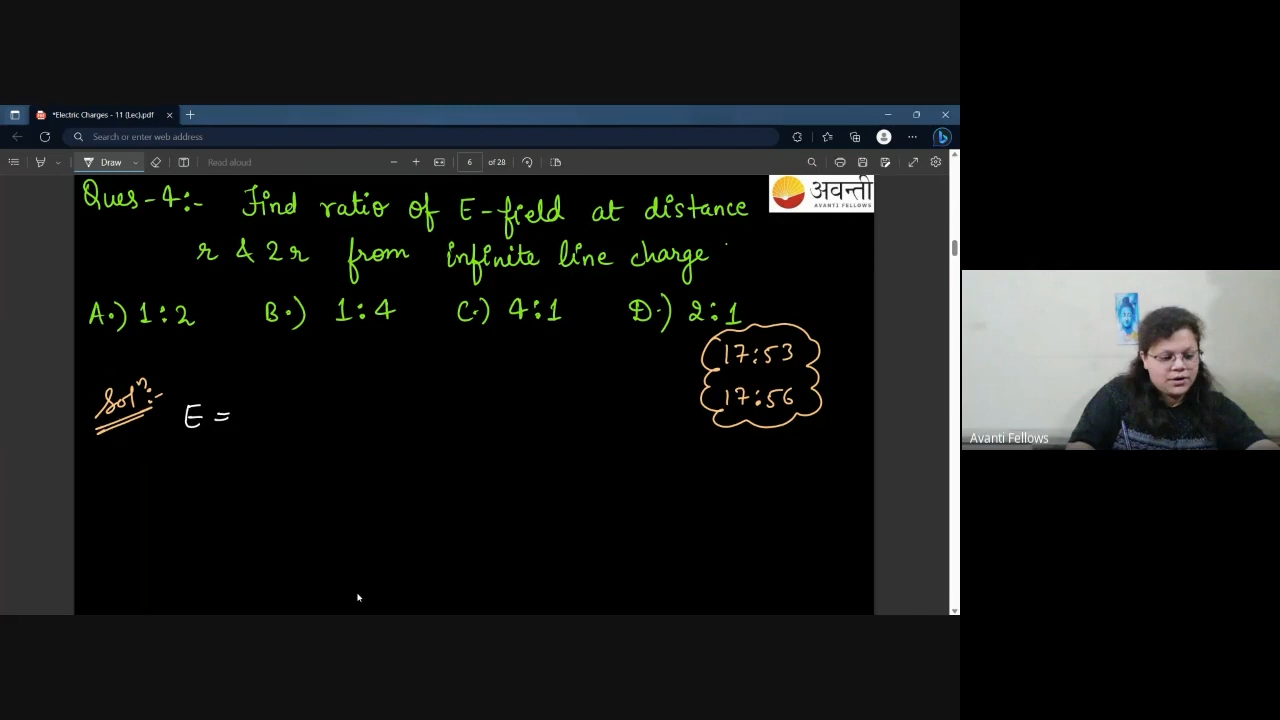 *Electric Charges - 11 (Lec).pdf
Search or enter web address
Draw
Read aloud
6 of 28
Ques-4:- Find ratio of E-field at distance
r & 2r from infinite line charge
अवन्ती
AVANTI FELLOWS
A.) 1:2 B.) 1:4 C.) 4:1 D.) 2:1
17:53
17:56
Solⁿ:- E =
Avanti Fellows